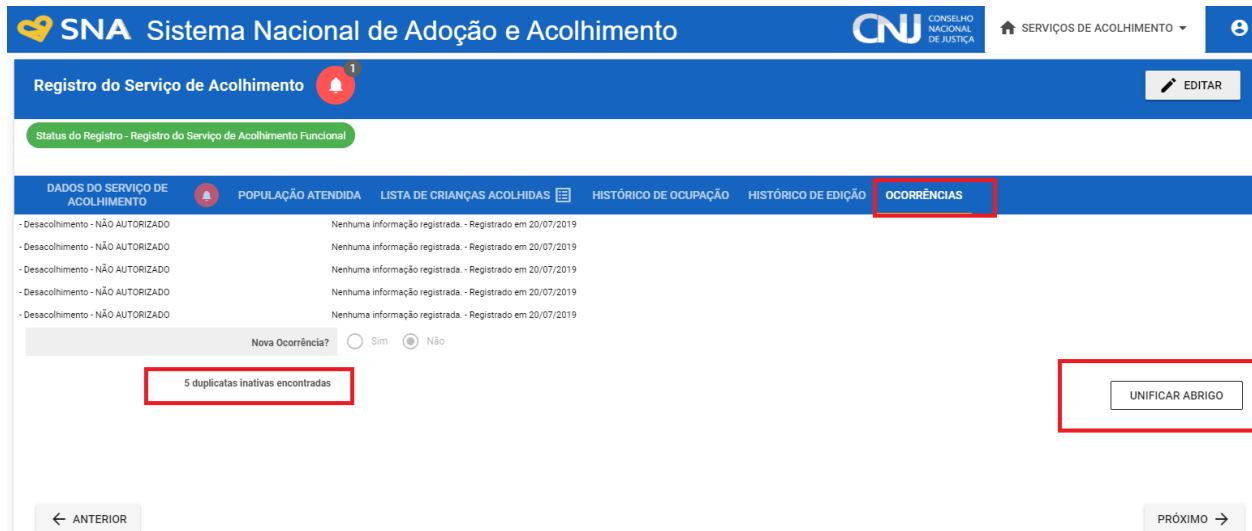 SNA Sistema Nacional de Adoção e Acolhimento
CNJ
CONSELHO
NACIONAL
DE JUSTIÇA
SERVIÇOS DE ACOLHIMENTO
Registro do Serviço de Acolhimento
1
EDITAR
Status do Registro - Registro do Serviço de Acolhimento Funcional
DADOS DO SERVIÇO DE
ACOLHIMENTO
POPULAÇÃO ATENDIDA
LISTA DE CRIANÇAS ACOLHIDAS
HISTÓRICO DE OCUPAÇÃO
HISTÓRICO DE EDIÇÃO
OCORRÊNCIAS
- Desacolhimento - NÃO AUTORIZADO Nenhuma informação registrada. - Registrado em 20/07/2019
- Desacolhimento - NÃO AUTORIZADO Nenhuma informação registrada. - Registrado em 20/07/2019
- Desacolhimento - NÃO AUTORIZADO Nenhuma informação registrada. - Registrado em 20/07/2019
- Desacolhimento - NÃO AUTORIZADO Nenhuma informação registrada. - Registrado em 20/07/2019
- Desacolhimento - NÃO AUTORIZADO Nenhuma informação registrada. - Registrado em 20/07/2019
Nova Ocorrência? Sim Não
5 duplicatas inativas encontradas
UNIFICAR ABRIGO
← ANTERIOR
PRÓXIMO →